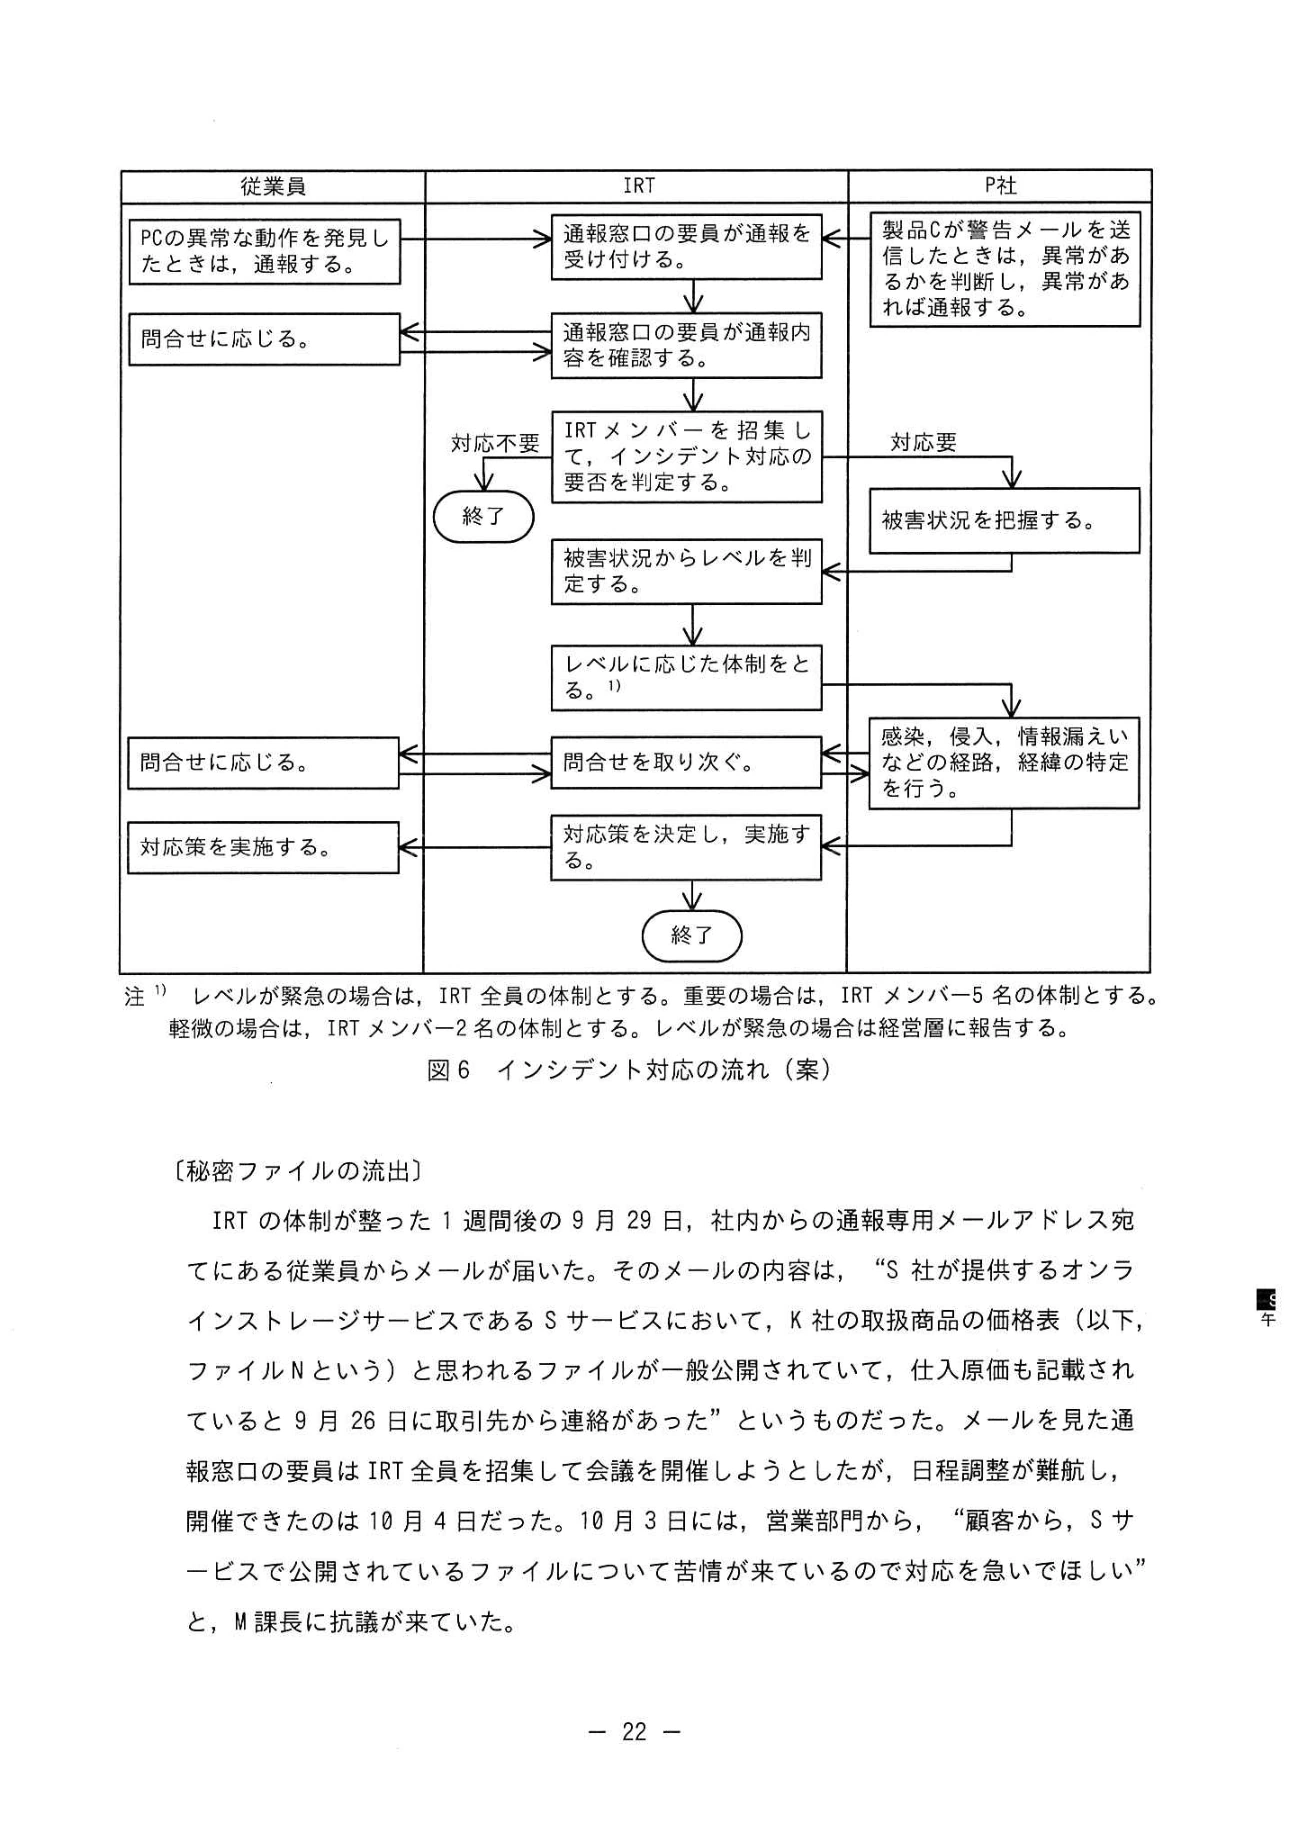 従業員
IRT
P社
PCの異常な動作を発見し
たときは，通報する。
通報窓口の要員が通報を
受け付ける。
製品Cが警告メールを送
信したときは，異常があ
るかを判断し，異常があ
れば通報する。
問合せに応じる。
通報窓口の要員が通報内
容を確認する。
対応不要
IRTメンバーを招集し
て，インシデント対応の
要否を判定する。
対応要
終了
被害状況を把握する。
被害状況からレベルを判
定する。
レベルに応じた体制をと
る。1)
問合せに応じる。
問合せを取り次ぐ。
感染，侵入，情報漏えい
などの経路，経緯の特定
を行う。
対応策を実施する。
対応策を決定し，実施す
る。
終了
注 1)　レベルが緊急の場合は，IRT 全員の体制とする。重要の場合は，IRT メンバー5 名の体制とする。
軽微の場合は，IRT メンバー2 名の体制とする。レベルが緊急の場合は経営層に報告する。
図 6　インシデント対応の流れ（案）
〔秘密ファイルの流出〕
IRT の体制が整った 1 週間後の 9 月 29 日，社内からの通報専用メールアドレス宛
てにある従業員からメールが届いた。そのメールの内容は，“S 社が提供するオンラ
インストレージサービスである S サービスにおいて，K 社の取扱商品の価格表（以下，
ファイル N という）と思われるファイルが一般公開されていて，仕入原価も記載され
ていると 9 月 26 日に取引先から連絡があった”というものだった。メールを見た通
報窓口の要員は IRT 全員を招集して会議を開催しようとしたが，日程調整が難航し，
開催できたのは 10 月 4 日だった。10 月 3 日には，営業部門から，“顧客から，S サ
ービスで公開されているファイルについて苦情が来ているので対応を急いでほしい”
と，M 課長に抗議が来ていた。
午
－ 22 －